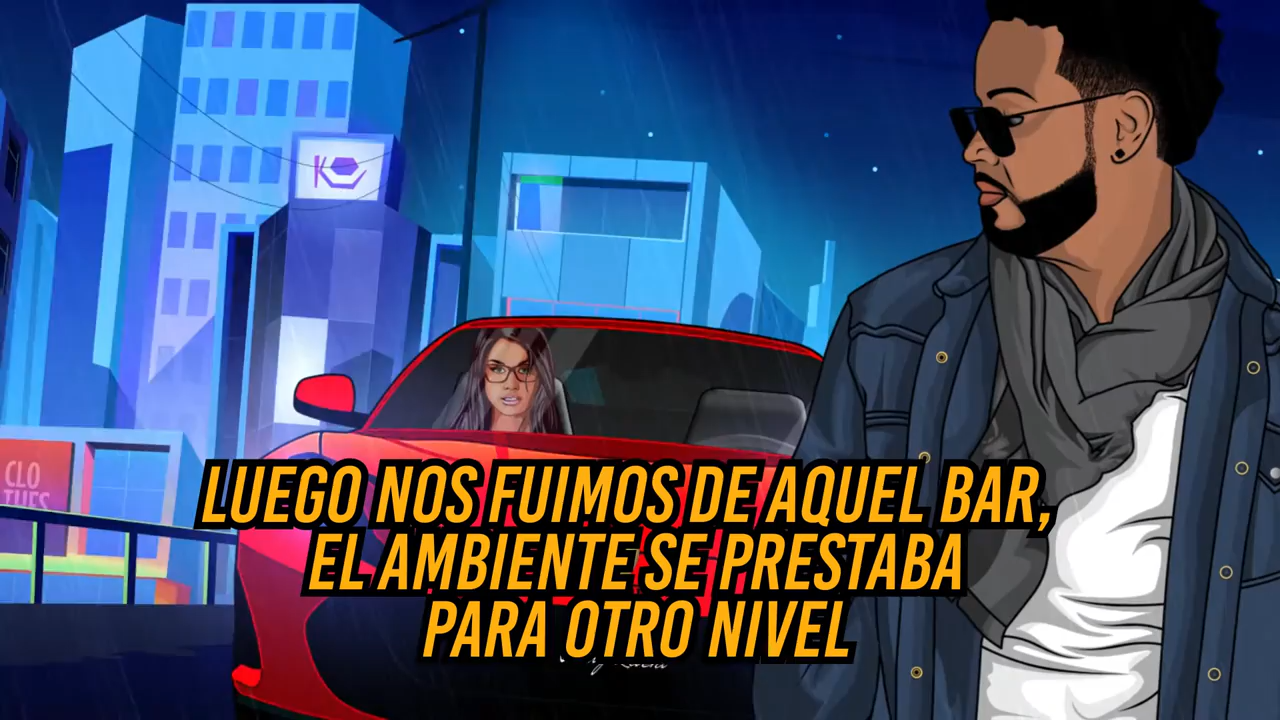 CLO
THES
LUEGO NOS FUIMOS DE AQUEL BAR,
EL AMBIENTE SE PRESTABA
PARA OTRO NIVEL